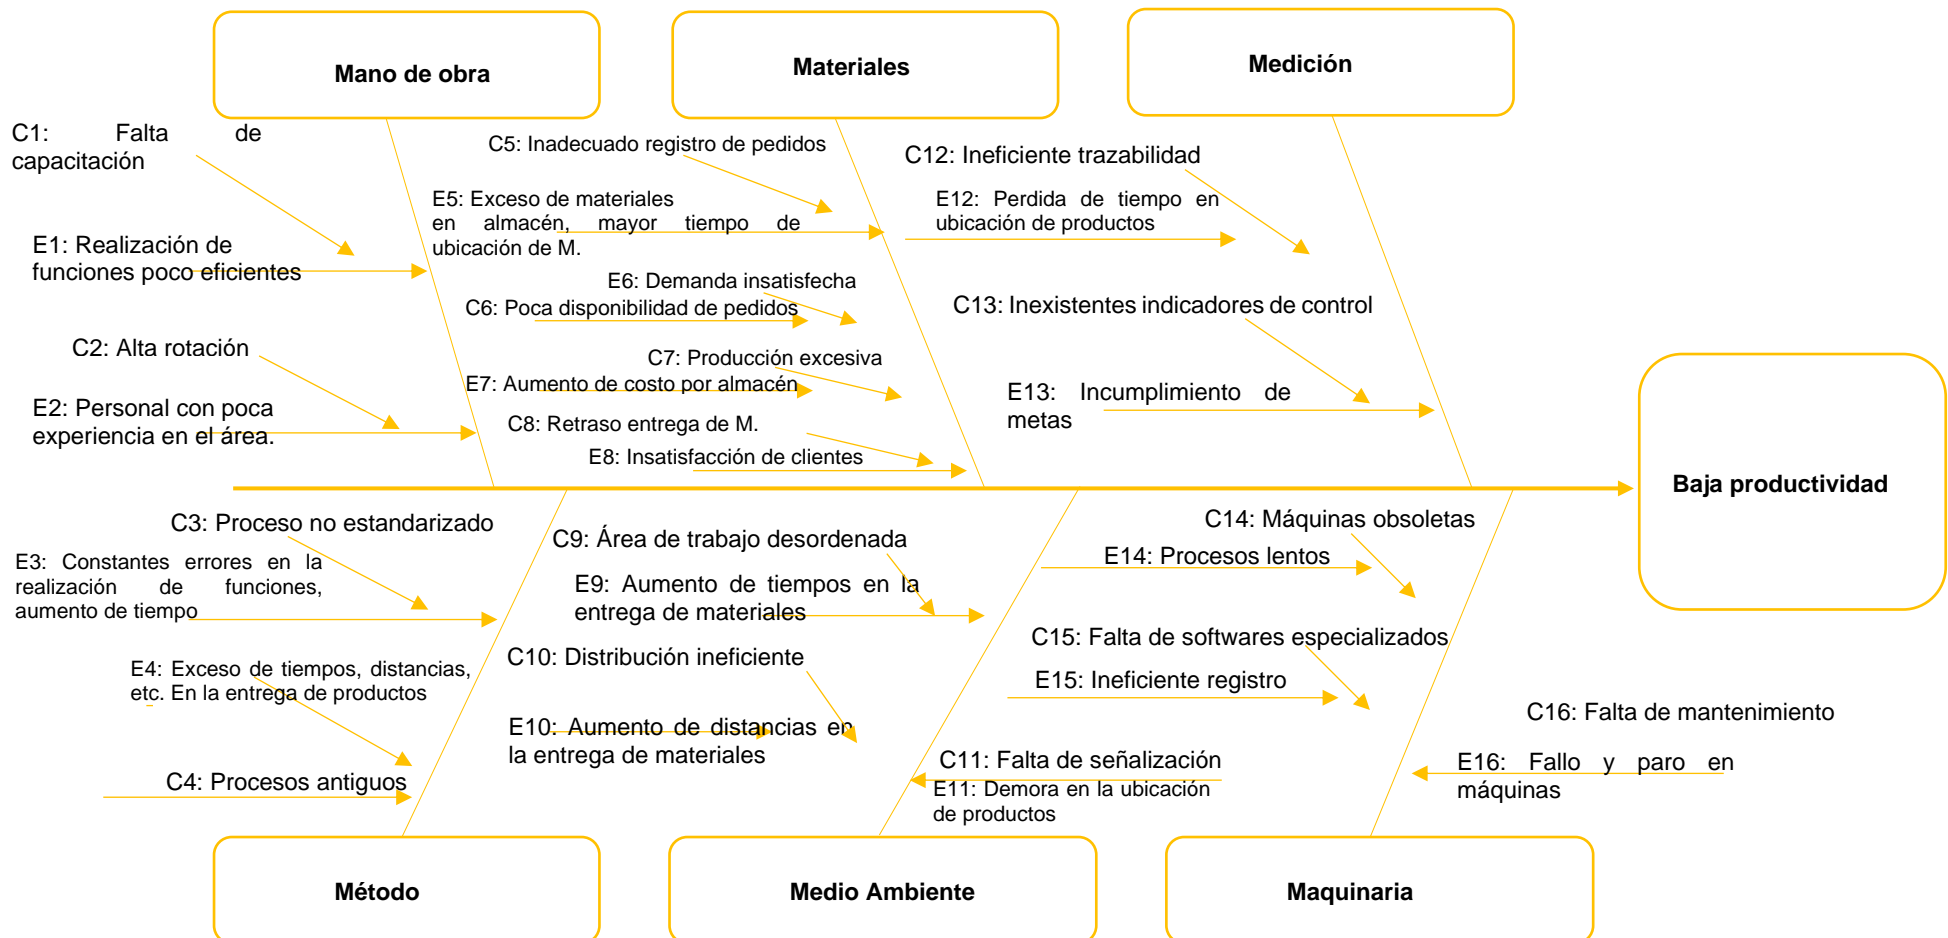 Mano de obra
Materiales
Medición
C1: Falta de
capacitación
E1: Realización de
funciones poco eficientes
C2: Alta rotación
E2: Personal con poca
experiencia en el área.
C5: Inadecuado registro de pedidos
E5: Exceso de materiales
en almacén, mayor tiempo de
ubicación de M.
E6: Demanda insatisfecha
C6: Poca disponibilidad de pedidos
C7: Producción excesiva
E7: Aumento de costo por almacén
C8: Retraso entrega de M.
E8: Insatisfacción de clientes
C12: Ineficiente trazabilidad
E12: Perdida de tiempo en
ubicación de productos
C13: Inexistentes indicadores de control
E13: Incumplimiento de
metas
Baja productividad
C3: Proceso no estandarizado
E3: Constantes errores en la
realización de funciones,
aumento de tiempo
E4: Exceso de tiempos, distancias,
etc. En la entrega de productos
C4: Procesos antiguos
C9: Área de trabajo desordenada
E9: Aumento de tiempos en la
entrega de materiales
C10: Distribución ineficiente
E10: Aumento de distancias en
la entrega de materiales
C11: Falta de señalización
E11: Demora en la ubicación
de productos
C14: Máquinas obsoletas
E14: Procesos lentos
C15: Falta de softwares especializados
E15: Ineficiente registro
C16: Falta de mantenimiento
E16: Fallo y paro en
máquinas
Método
Medio Ambiente
Maquinaria